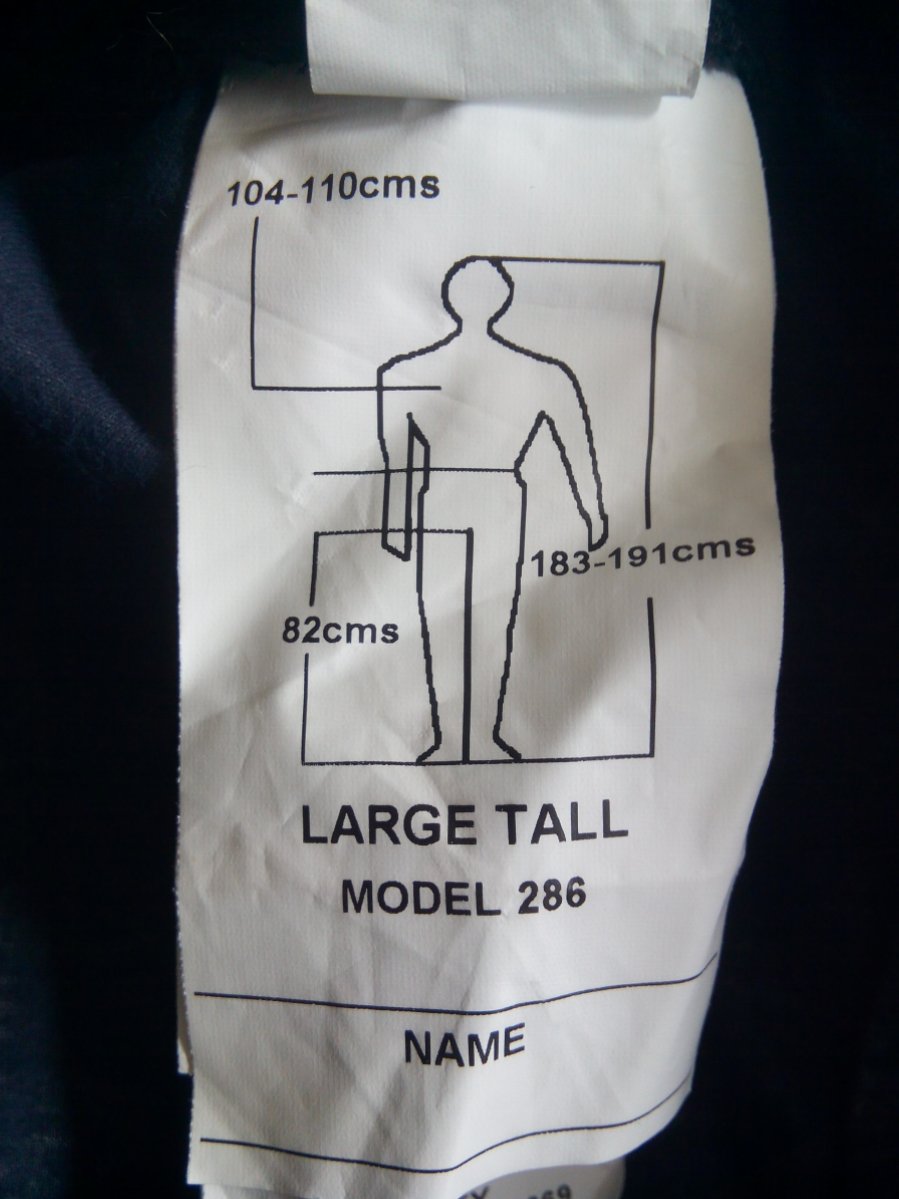 104-110cms
183-191cms
82cms
LARGE TALL
MODEL 286
NAME